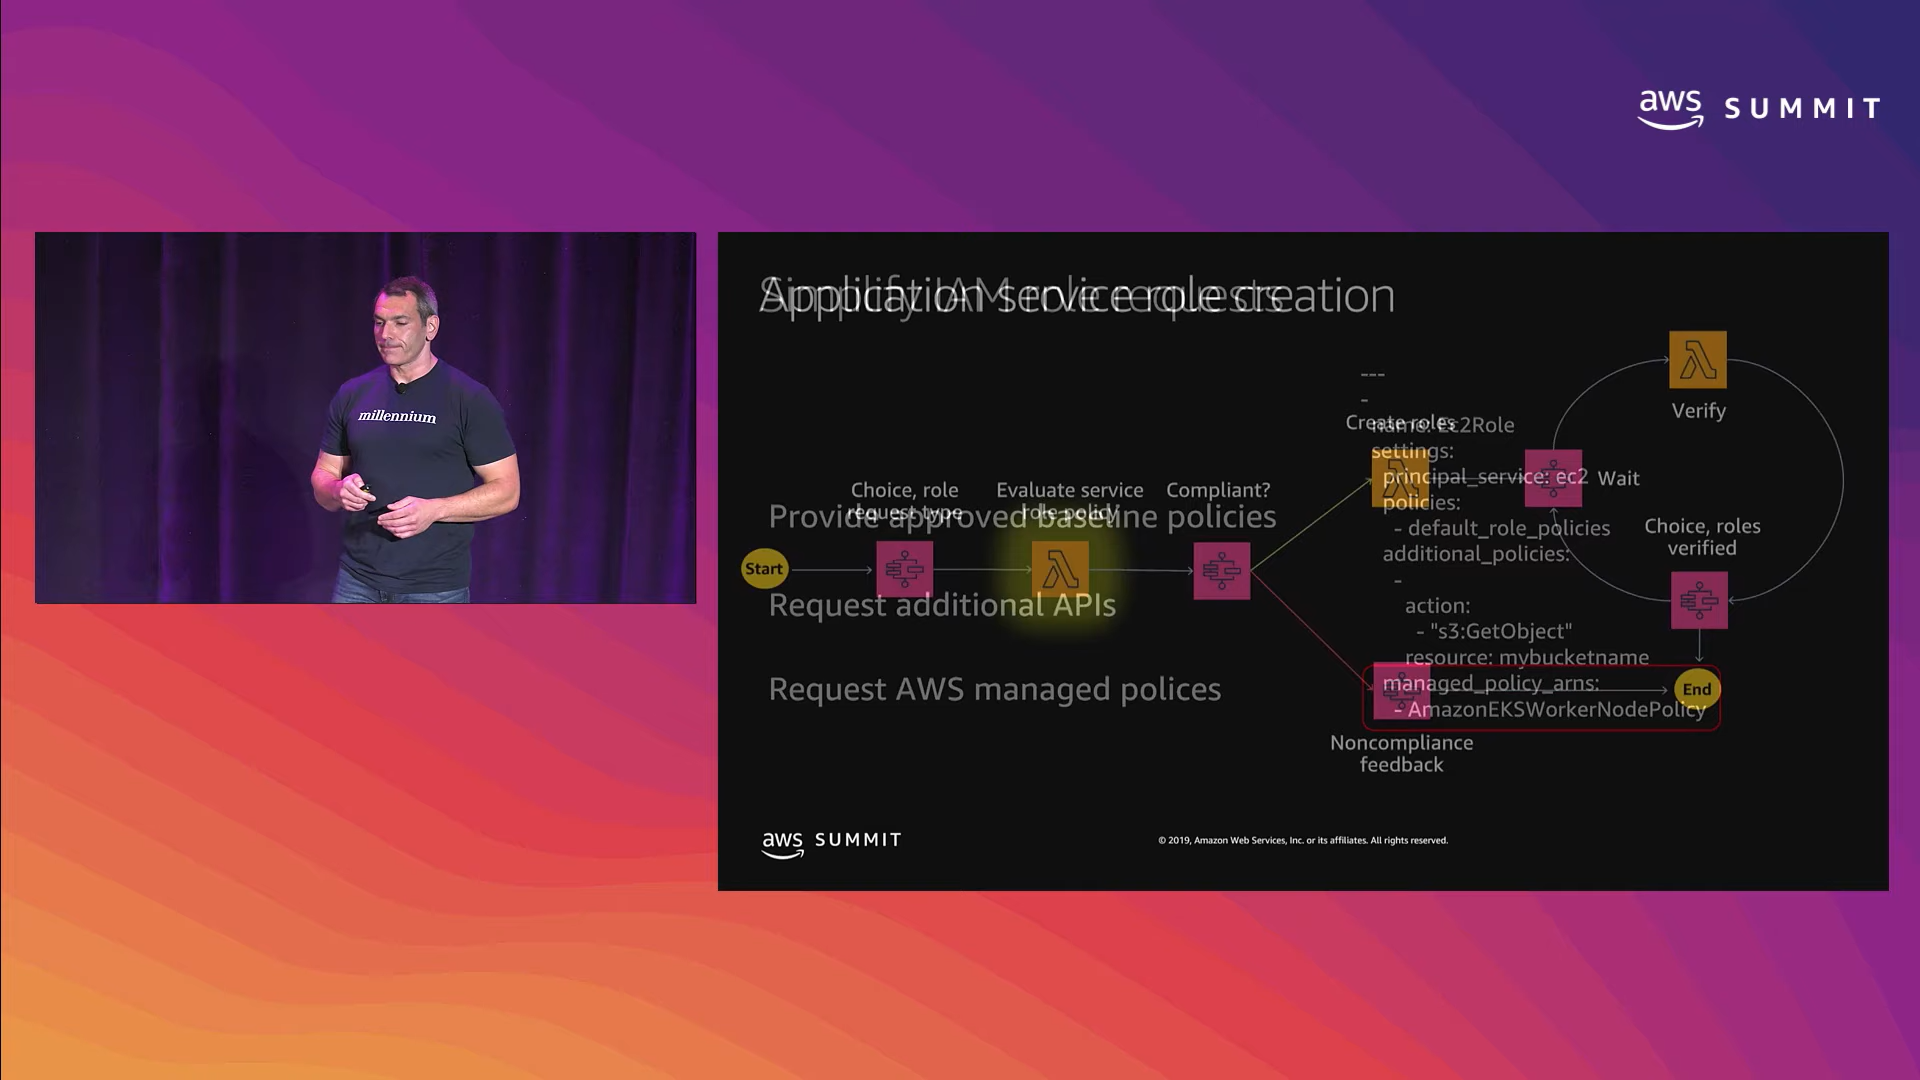 aws SUMMIT
millennium
Simplify IAM role requests
Application service role creation
---
-
name: Ec2Role
settings:
principal_service: ec2
policies:
- default_role_policies
additional_policies:
-
action:
- "s3:GetObject"
resource: mybucketname
managed_policy_arns:
- AmazonEKSWorkerNodePolicy
Provide approved baseline policies
Request additional APIs
Request AWS managed polices
Start
Choice, role
request type
Evaluate service
role policy
Compliant?
Create roles
Wait
Verify
Choice, roles
verified
End
Noncompliance
feedback
aws SUMMIT
© 2019, Amazon Web Services, Inc. or its affiliates. All rights reserved.